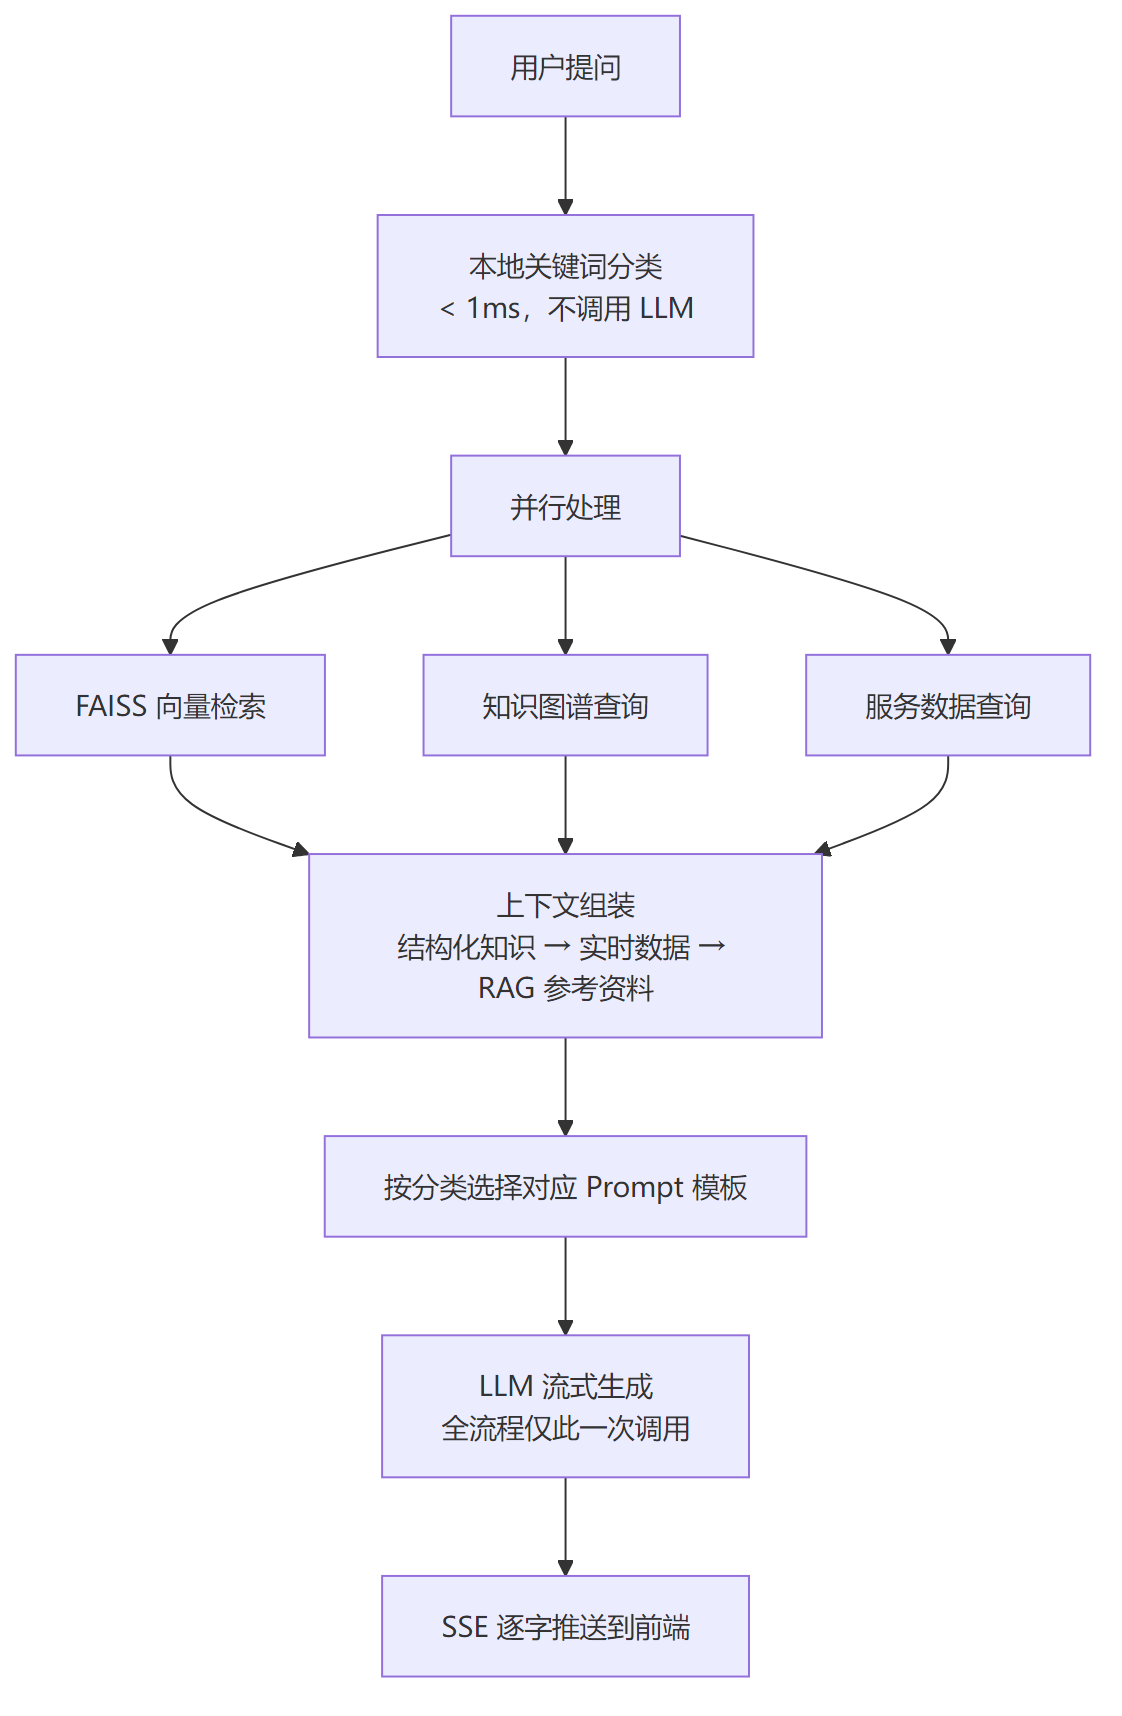 用户提问
本地关键词分类
< 1ms，不调用 LLM
并行处理
FAISS 向量检索
知识图谱查询
服务数据查询
上下文组装
结构化知识 → 实时数据 →
RAG 参考资料
按分类选择对应 Prompt 模板
LLM 流式生成
全流程仅此一次调用
SSE 逐字推送到前端